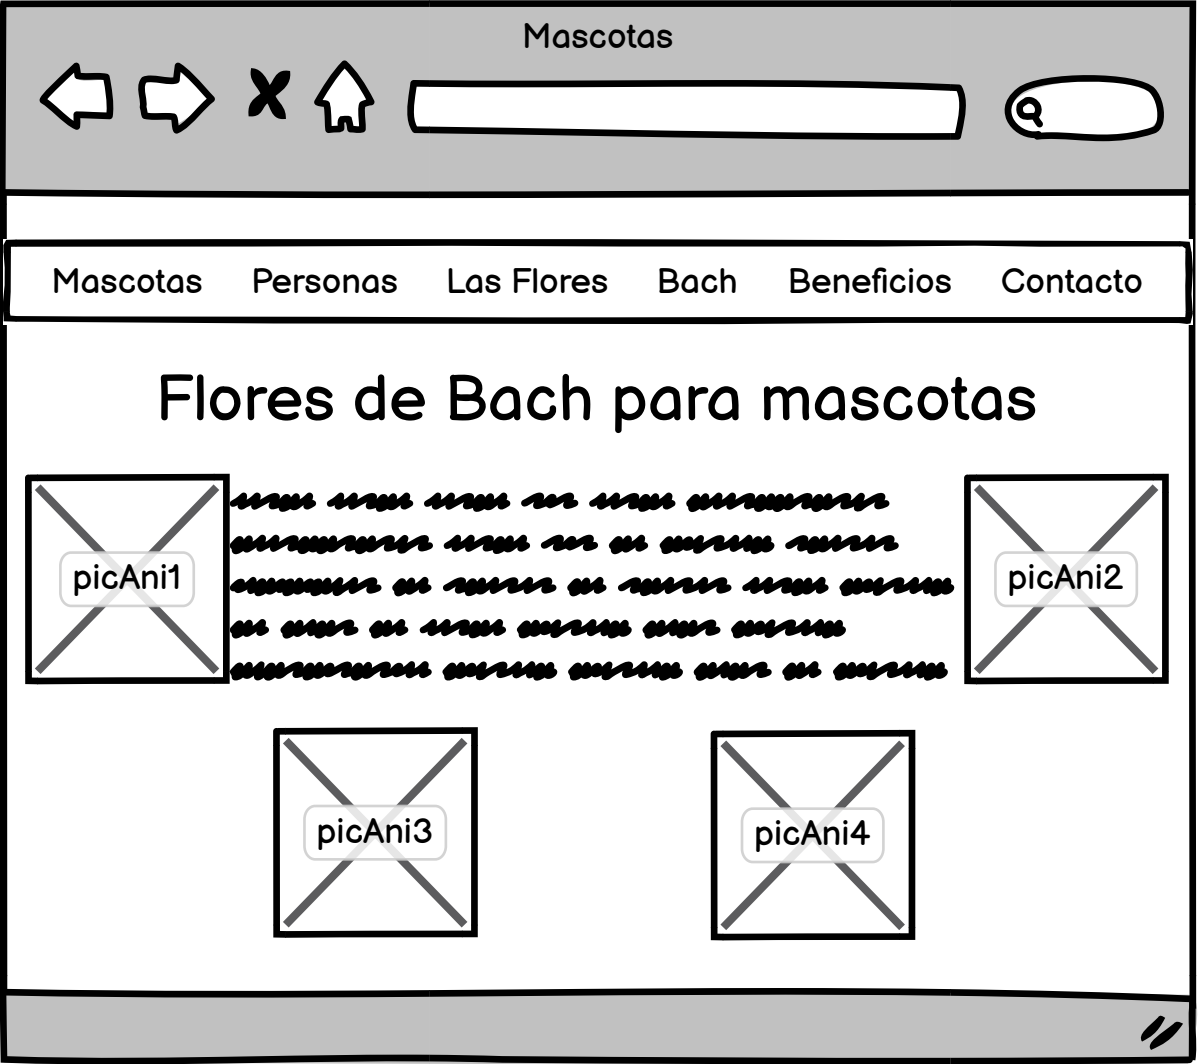 Mascotas
Mascotas Personas Las Flores Bach Beneficios Contacto
Flores de Bach para mascotas
picAni1
picAni2
picAni3
picAni4